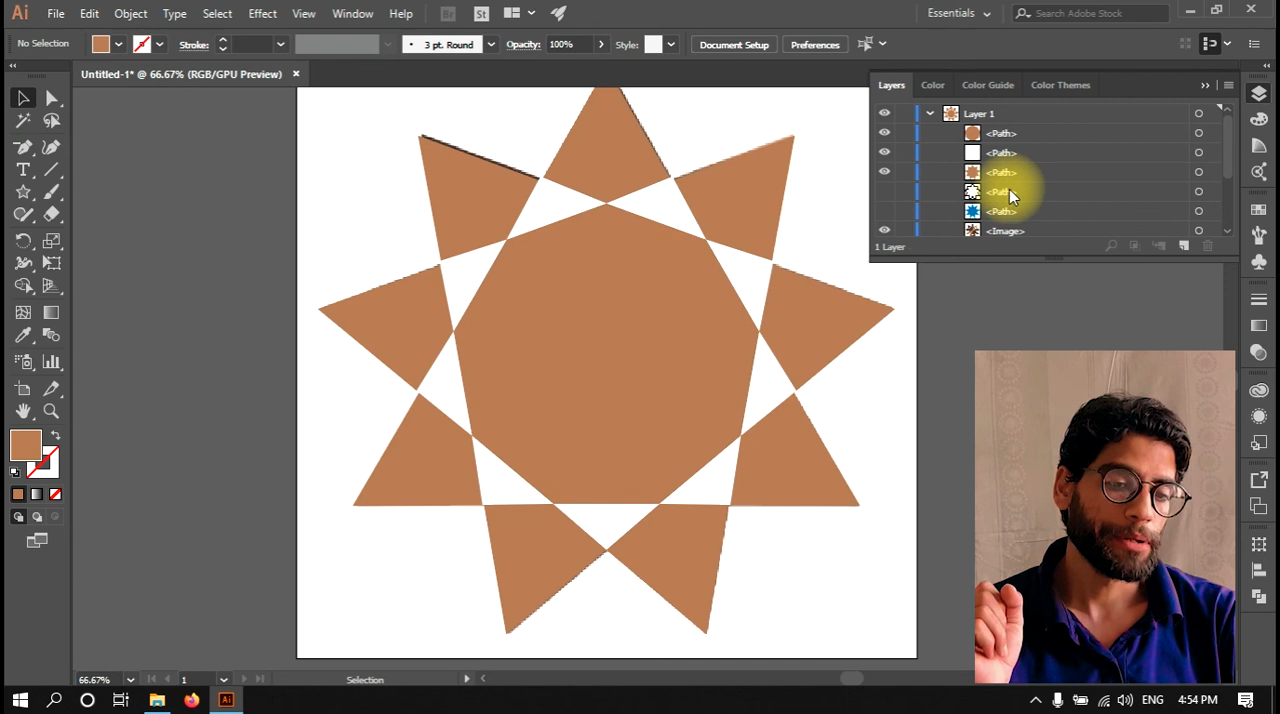 Ai File Edit Object Type Select Effect View Window Help Br St Essentials Search Adobe Stock
No Selection Stroke: 3 pt. Round Opacity: 100% Style: Document Setup Preferences
Untitled-1* @ 66.67% (RGB/GPU Preview)
Layers Color Color Guide Color Themes
Layer 1
<Path>
<Path>
<Path>
<Path>
<Path>
<Image>
1 Layer
66.67% 1 Selection
Ai ENG 4:54 PM